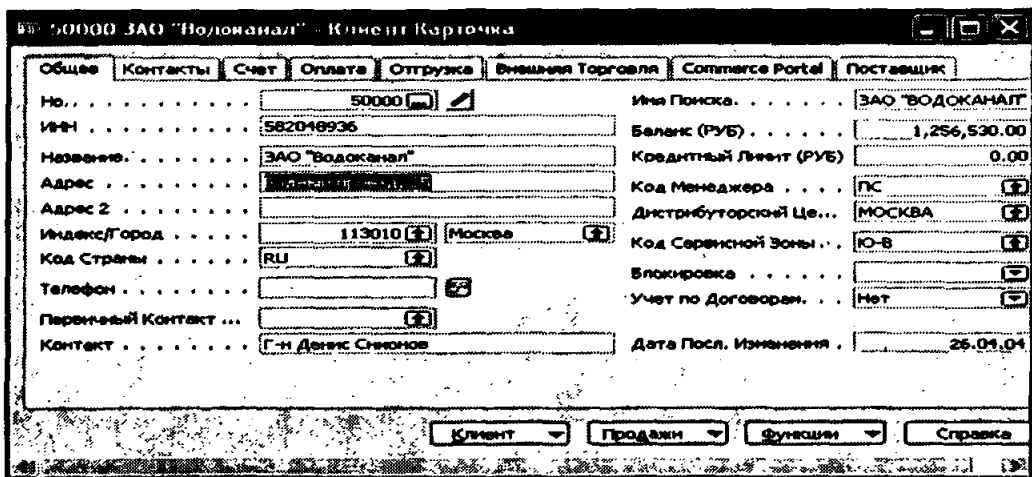 50000 ЗАО "Водоканал" - Клиент Карточка
Общее Контакты Счет Оплата Отгрузка Внешняя Торговля Commerce Portal Поставщик
Но. 50000
ИНН 582048936
Название. ЗАО "Водоканал"
Адрес
Адрес 2
Индекс/Город 113010 Москва
Код Страны RU
Телефон
Первичный Контакт ...
Контакт Г-н Денис Симонов
Имя Поиска. ЗАО "ВОДОКАНАЛ"
Баланс (РУБ) 1,256,530.00
Кредитный Лимит (РУБ) 0.00
Код Менеджера ПС
Дистрибуторский Це... МОСКВА
Код Сервисной Зоны Ю-В
Блокировка
Учет по Договорам. Нет
Дата Посл. Изменения 26.04.04
Клиент Продажи Функции Справка